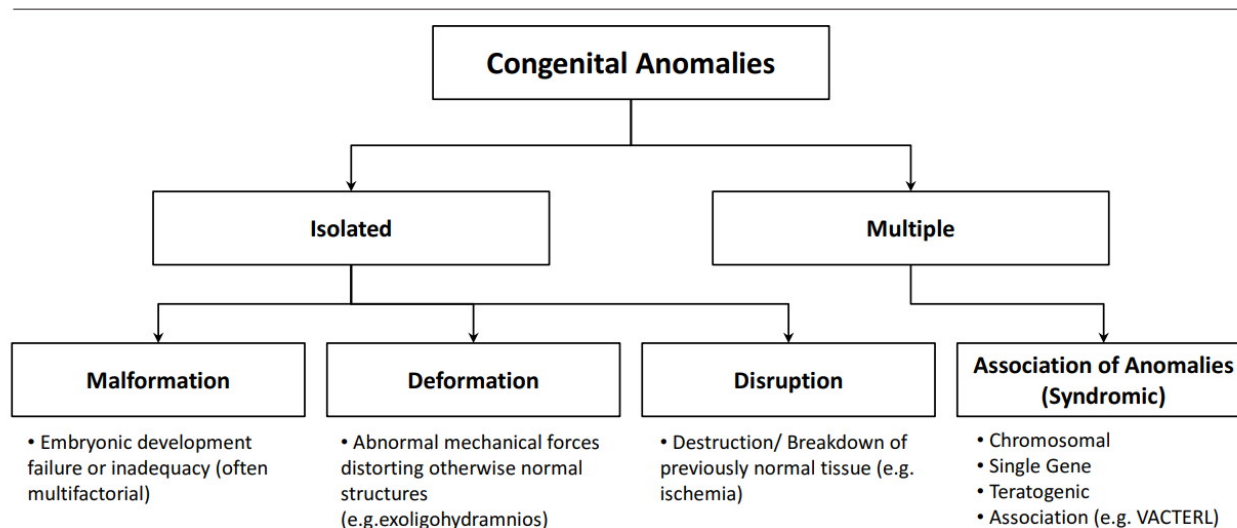 Congenital Anomalies
Isolated
Multiple
Malformation
Deformation
Disruption
Association of Anomalies
(Syndromic)
• Embryonic development
failure or inadequacy (often
multifactorial)
• Abnormal mechanical forces
distorting otherwise normal
structures
(e.g.exoligohydramnios)
• Destruction/ Breakdown of
previously normal tissue (e.g.
ischemia)
• Chromosomal
• Single Gene
• Teratogenic
• Association (e.g. VACTERL)